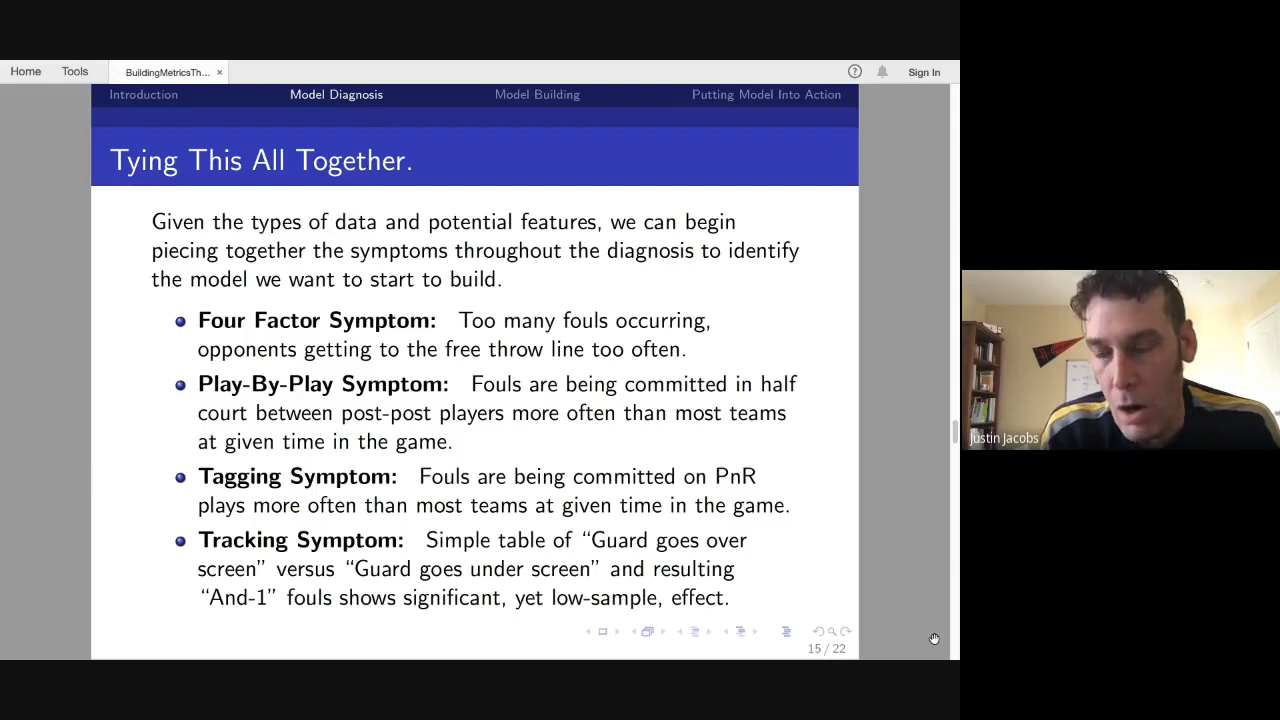 Home Tools BuildingMetricsTh... × Sign In
Introduction Model Diagnosis Model Building Putting Model Into Action
Tying This All Together.
Given the types of data and potential features, we can begin
piecing together the symptoms throughout the diagnosis to identify
the model we want to start to build.
Four Factor Symptom: Too many fouls occurring,
opponents getting to the free throw line too often.
Play-By-Play Symptom: Fouls are being committed in half
court between post-post players more often than most teams
at given time in the game.
Tagging Symptom: Fouls are being committed on PnR
plays more often than most teams at given time in the game.
Tracking Symptom: Simple table of “Guard goes over
screen” versus “Guard goes under screen” and resulting
“And-1” fouls shows significant, yet low-sample, effect.
15 / 22
Justin Jacobs